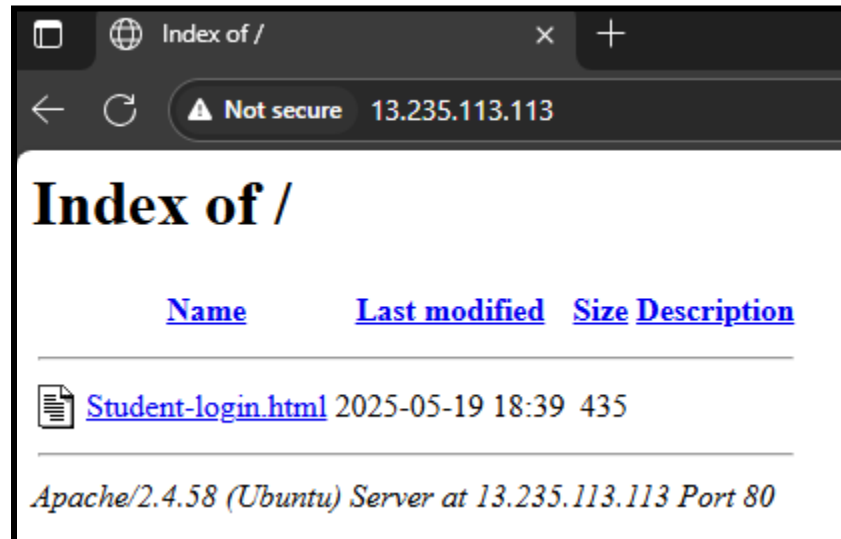 Index of /
Not secure 13.235.113.113
Index of /
Name Last modified Size Description
Student-login.html 2025-05-19 18:39 435
Apache/2.4.58 (Ubuntu) Server at 13.235.113.113 Port 80